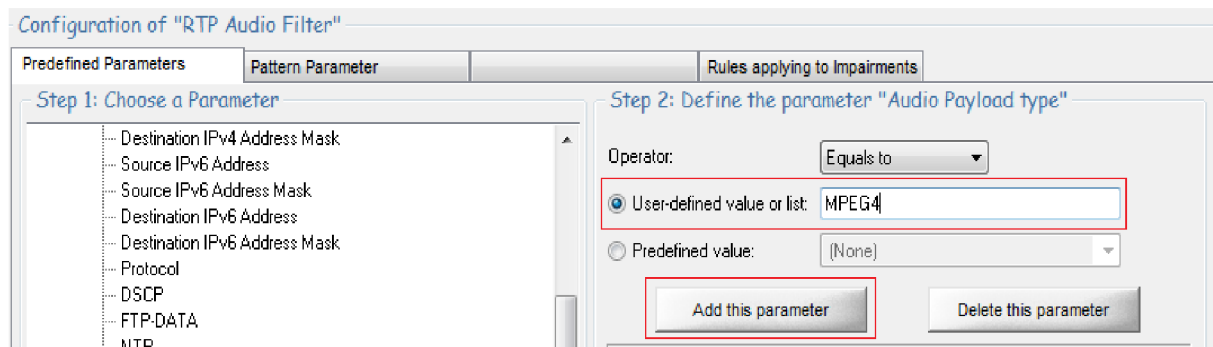 Configuration of "RTP Audio Filter"
Predefined Parameters
Pattern Parameter
Rules applying to Impairments
Step 1: Choose a Parameter
Destination IPv4 Address Mask
Source IPv6 Address
Source IPv6 Address Mask
Destination IPv6 Address
Destination IPv6 Address Mask
Protocol
DSCP
FTP-DATA
NTP
Step 2: Define the parameter "Audio Payload type"
Operator: Equals to
User-defined value or list: MPEG4
Predefined value: (None)
Add this parameter
Delete this parameter